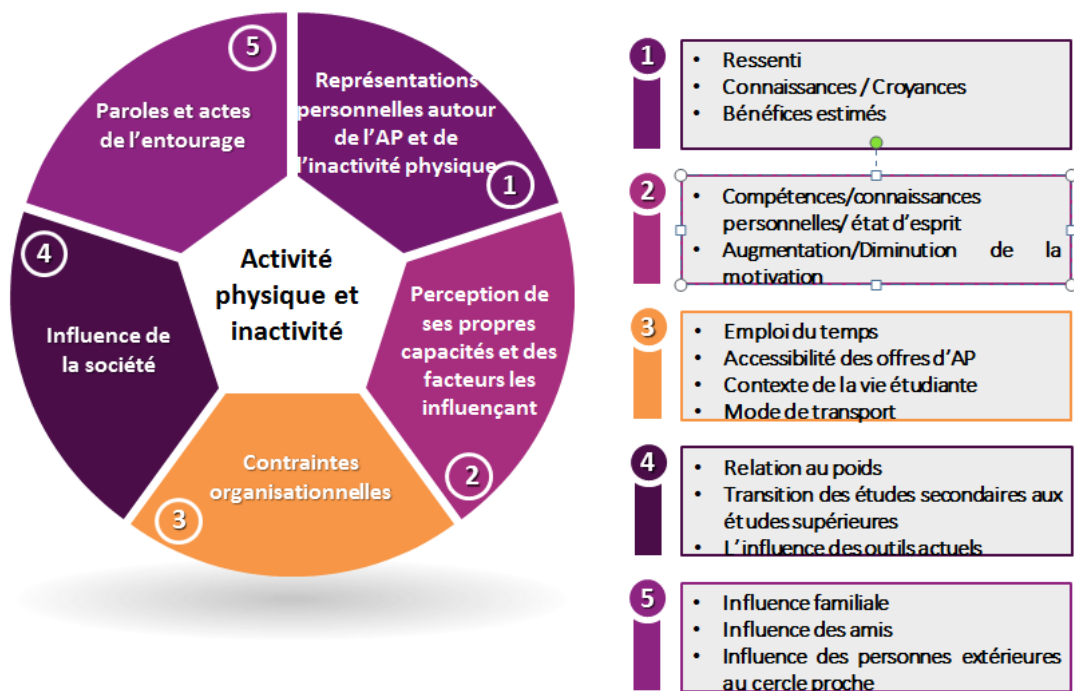 5
Paroles et actes
de l'entourage
Représentations
personnelles autour
de l'AP et de
l'inactivité physique
1
4
Influence de
la société
Activité
physique et
inactivité
Perception de
ses propres
capacités et des
facteurs les
influençant
2
Contraintes
organisationnelles
3
1
• Ressenti
• Connaissances / Croyances
• Bénéfices estimés
2
• Compétences/connaissances
personnelles/ état d'esprit
• Augmentation/Diminution de la
motivation
3
• Emploi du temps
• Accessibilité des offres d'AP
• Contexte de la vie étudiante
• Mode de transport
4
• Relation au poids
• Transition des études secondaires aux
études supérieures
• L'influence des outils actuels
5
• Influence familiale
• Influence des amis
• Influence des personnes extérieures
au cercle proche